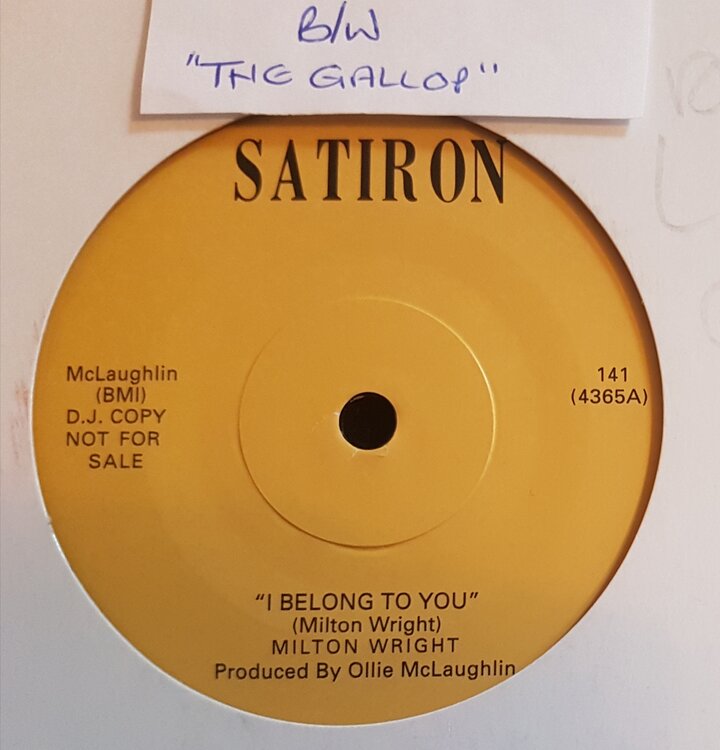 B/W
"THE GALLOP"
SATIRON
McLaughlin
(BMI)
D.J. COPY
NOT FOR
SALE
141
(4365A)
"I BELONG TO YOU"
(Milton Wright)
MILTON WRIGHT
Produced By Ollie McLaughlin